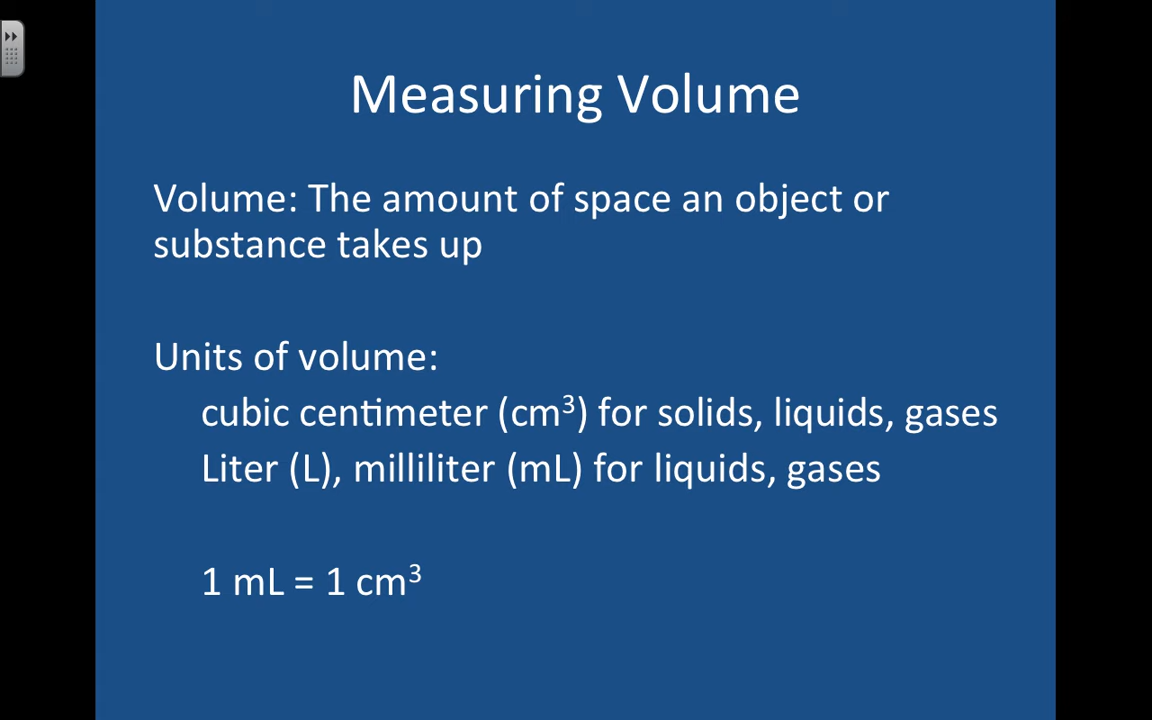 Measuring Volume
Volume: The amount of space an object or
substance takes up
Units of volume:
cubic centimeter (cm³) for solids, liquids, gases
Liter (L), milliliter (mL) for liquids, gases
1 mL = 1 cm³